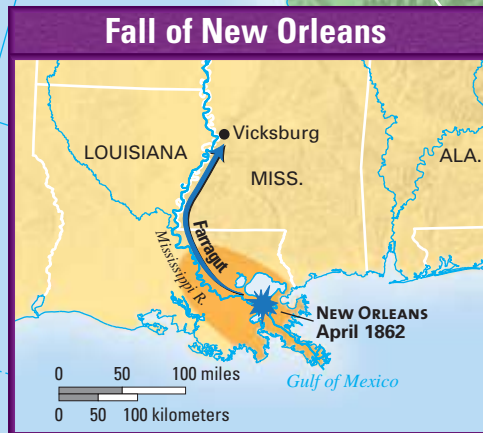 Fall of New Orleans
Vicksburg
LOUISIANA
MISS.
ALA.
Farragut
Mississippi R.
NEW ORLEANS
April 1862
0 50 100 miles
0 50 100 kilometers
Gulf of Mexico